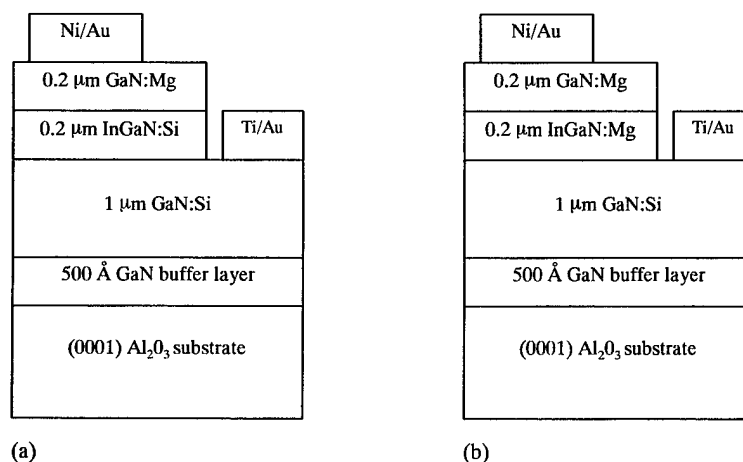 Ni/Au
0.2 μm GaN:Mg
0.2 μm InGaN:Si
Ti/Au
1 μm GaN:Si
500 Å GaN buffer layer
(0001) Al₂0₃ substrate
(a)
Ni/Au
0.2 μm GaN:Mg
0.2 μm InGaN:Mg
Ti/Au
1 μm GaN:Si
500 Å GaN buffer layer
(0001) Al₂0₃ substrate
(b)